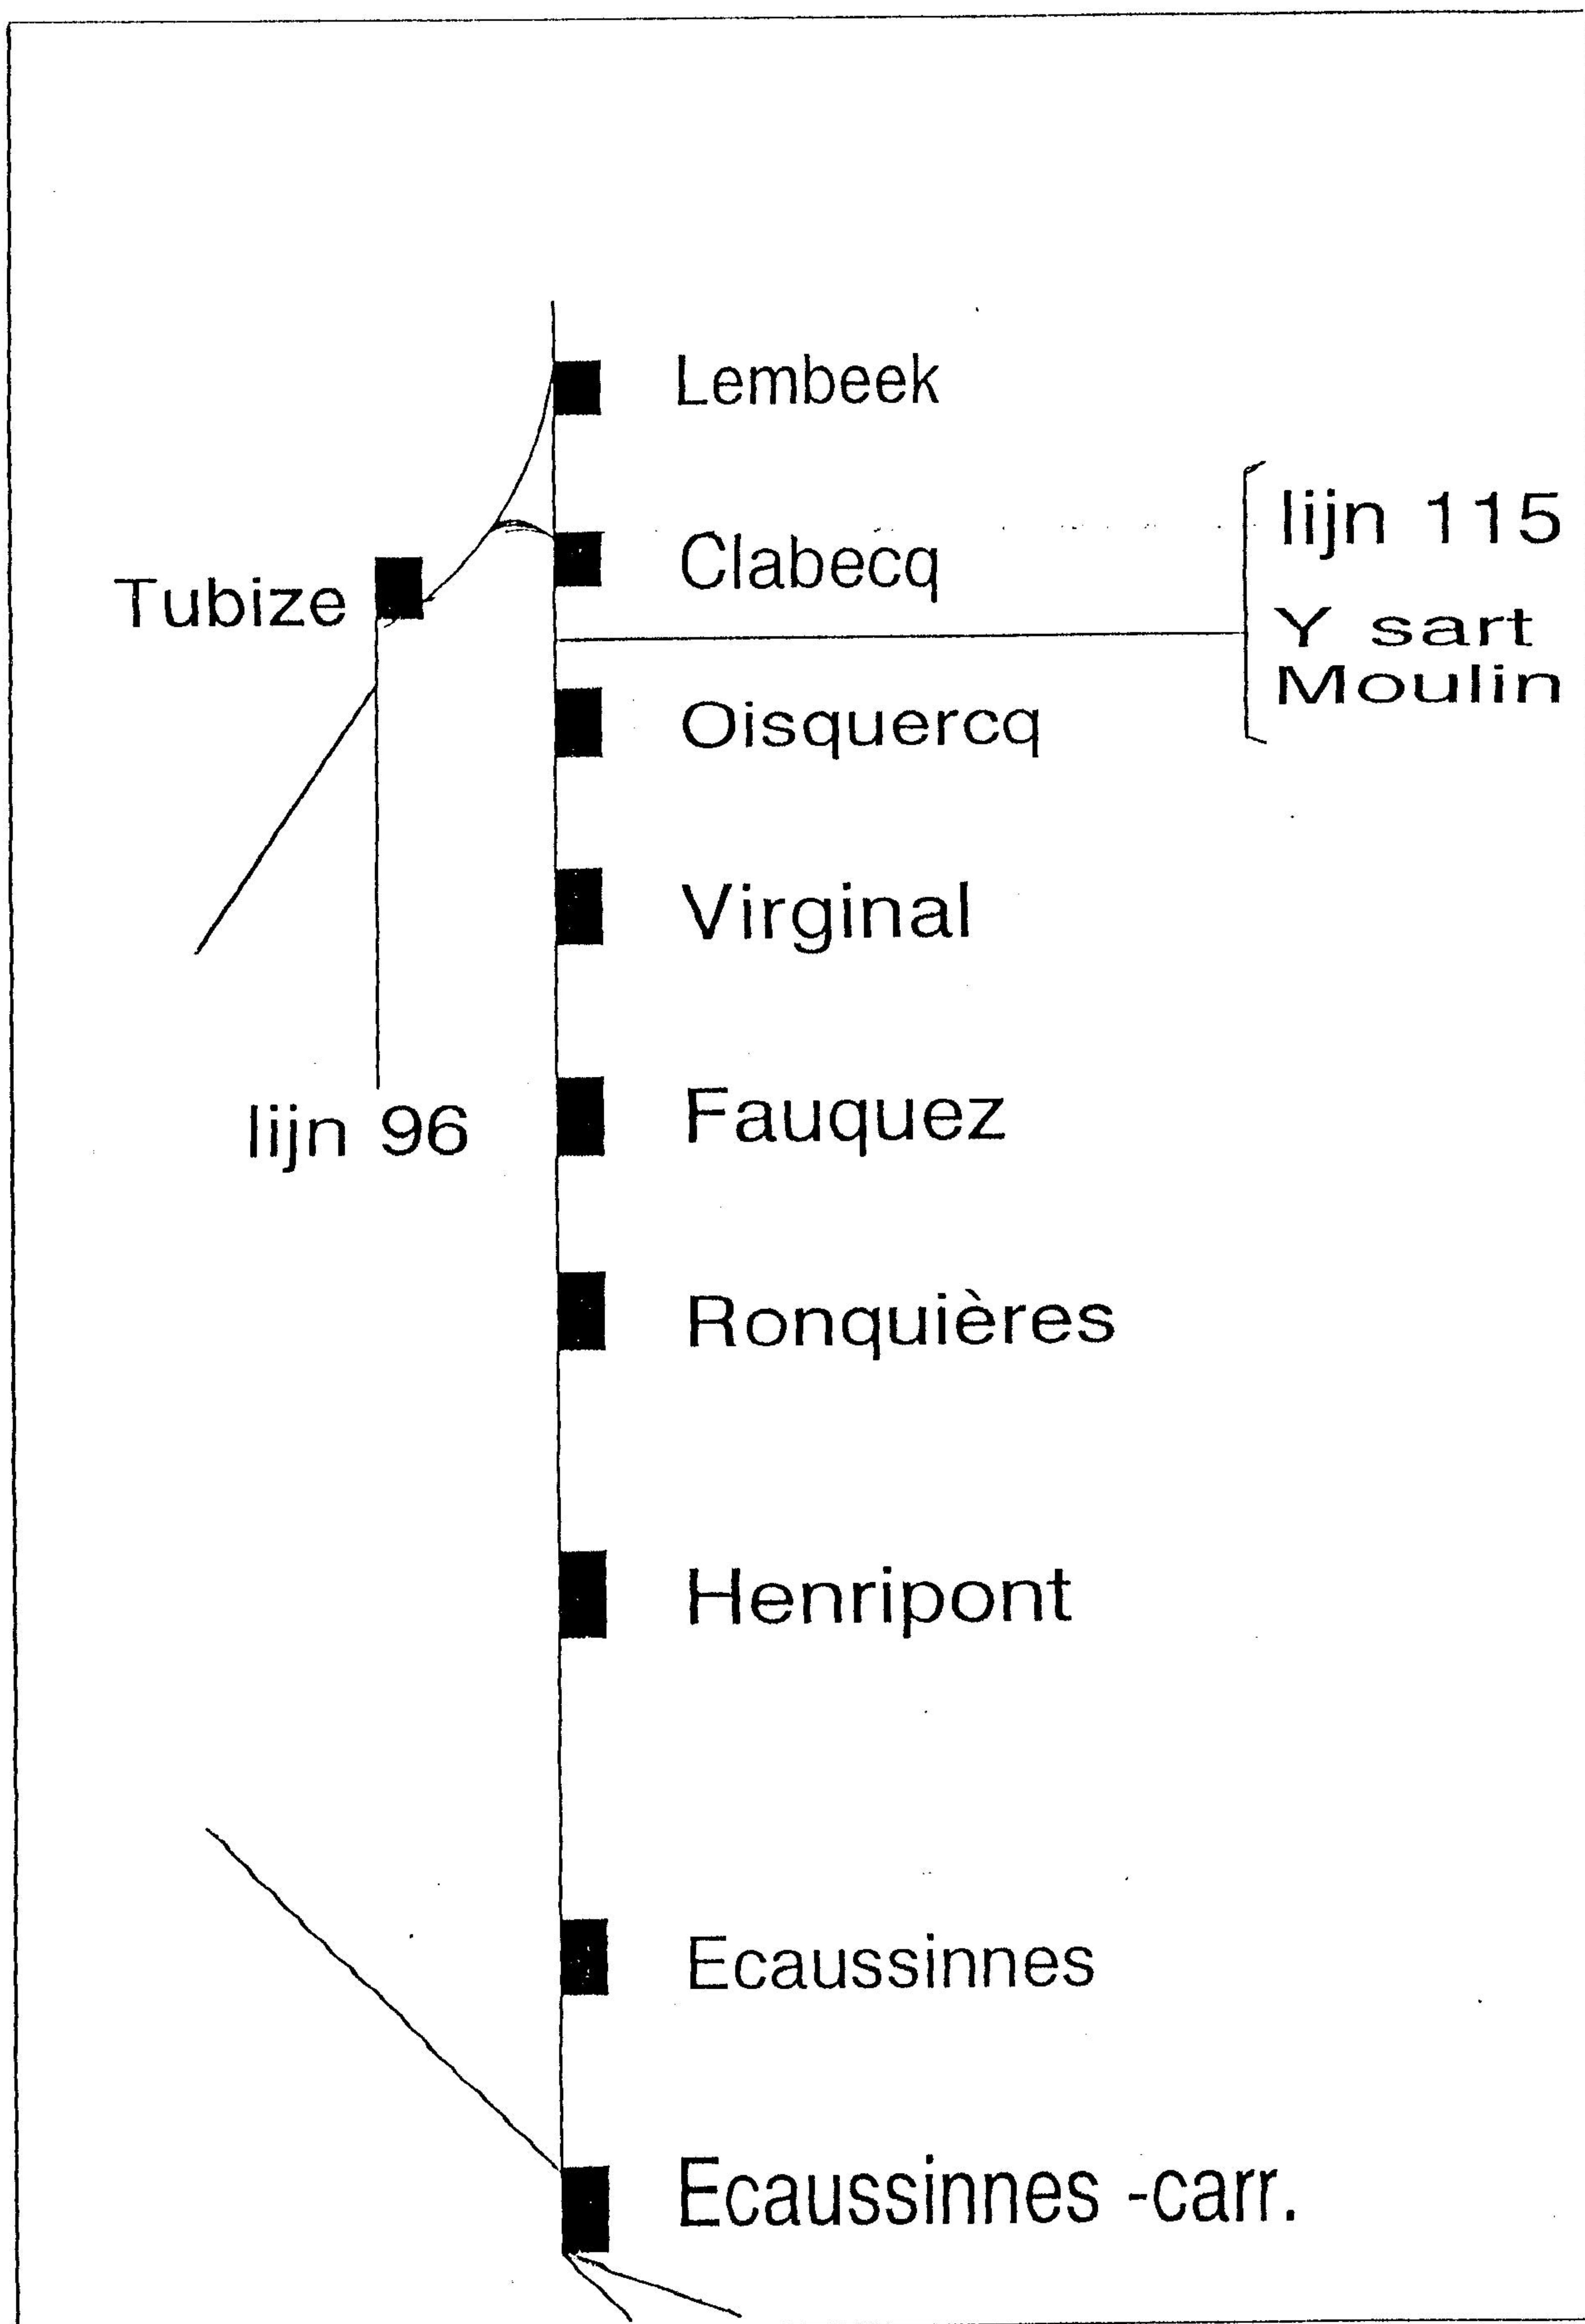 Lembeek
lijn 115
Clabecq
Tubize
Y sart
Moulin
Oisquercq
Virginal
Fauquez
lijn 96
Ronquières
Henripont
Ecaussinnes
Ecaussinnes -carr.